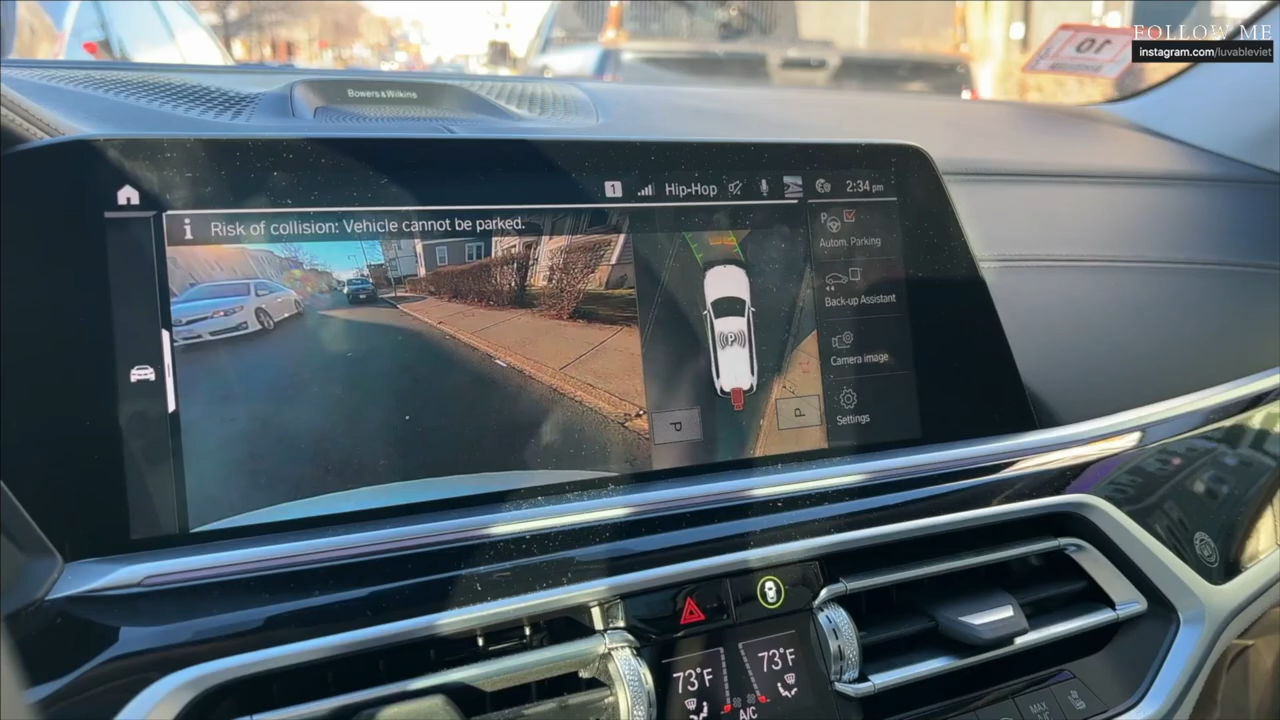 FOLLOW ME
instagram.com/luvableviet
10
Bowers & Wilkins
1 Hip-Hop 2:34 pm
i Risk of collision: Vehicle cannot be parked.
P
Autom. Parking
Back-up Assistant
Camera image
Settings
(P)
P
P
73°F 73°F
A/C
MAX
A/C